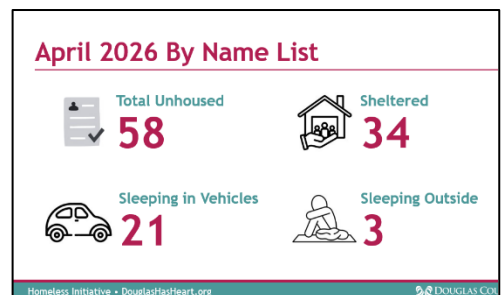 April 2026 By Name List
Total Unhoused
58
Sheltered
34
Sleeping in Vehicles
21
Sleeping Outside
3
Homeless Initiative • DouglasHasHeart.org
DOUGLAS